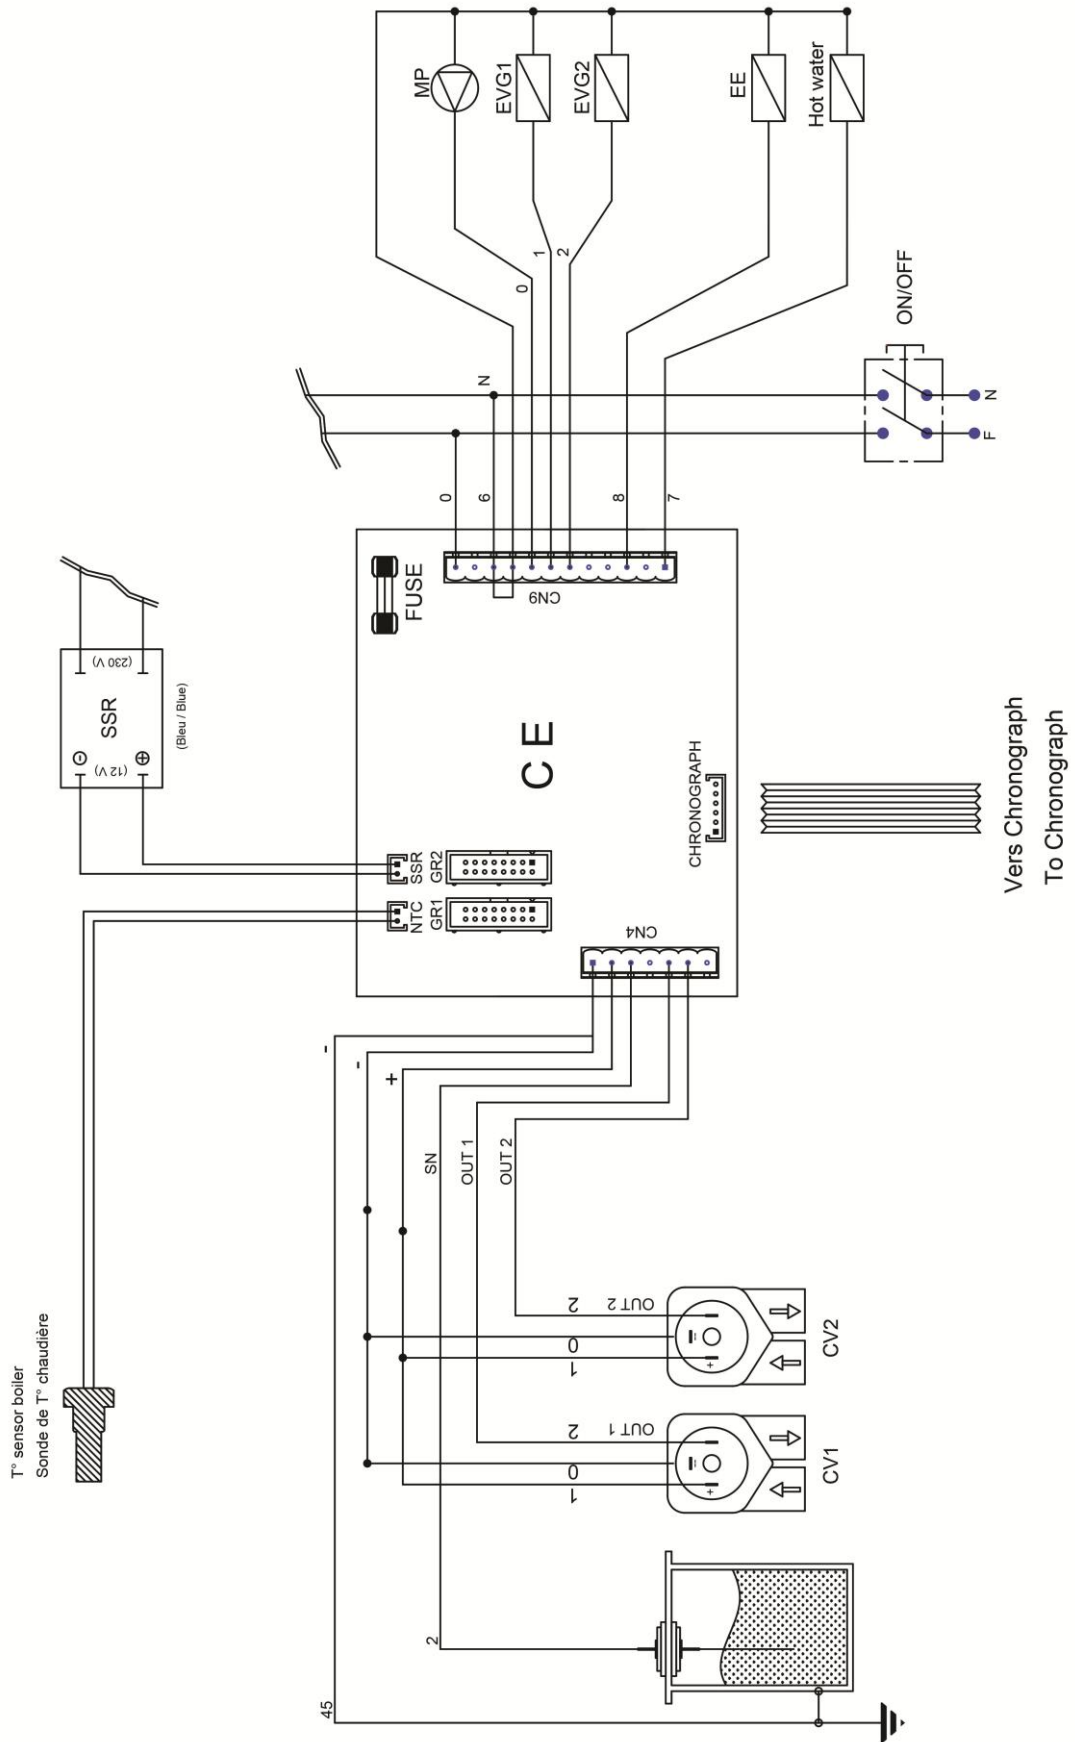 MP
EVG1
EVG2
EE
Hot water
0
1
2
N
ON/OFF
N
F
0
6
8
7
SSR
(230 V)
(12 V)
(Bleu / Blue)
FUSE
CN9
C E
CHRONOGRAPH
Vers Chronograph
To Chronograph
SSR
GR2
NTC
GR1
CN4
-
-
+
SN
OUT 1
OUT 2
T° sensor boiler
Sonde de T° chaudière
2
0
1
OUT 2
CV2
2
0
1
OUT 1
CV1
2
45